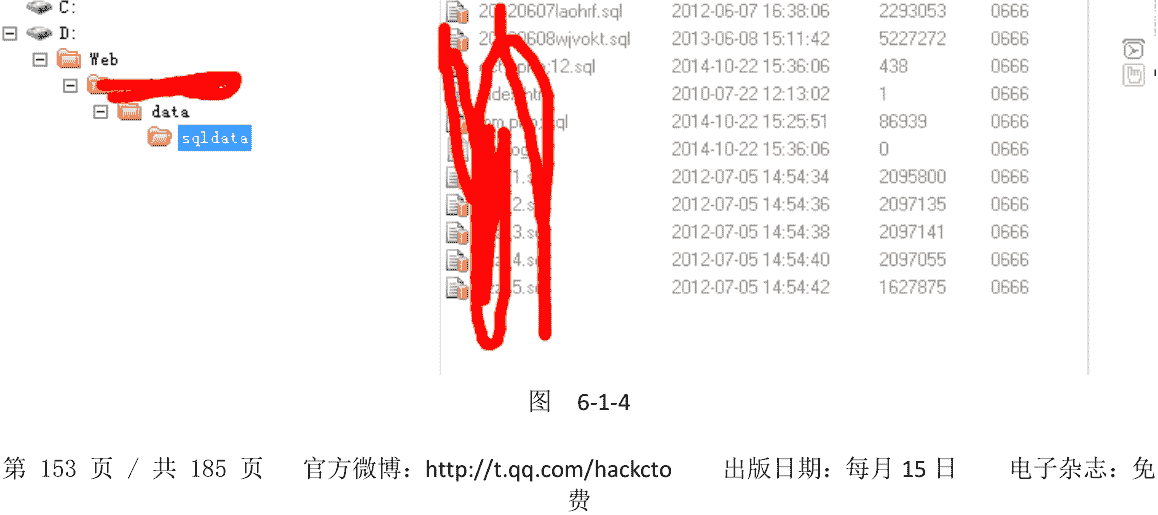 C:
D:
Web
data
sqldata
2012-06-07 16:38:06 2293053 0666
2013-06-08 15:11:42 5227272 0666
2014-10-22 15:36:06 438 0666
2010-07-22 12:13:02 1 0666
2014-10-22 15:25:51 86939 0666
2014-10-22 15:36:06 0 0666
2012-07-05 14:54:34 2095800 0666
2012-07-05 14:54:36 2097135 0666
2012-07-05 14:54:38 2097141 0666
2012-07-05 14:54:40 2097055 0666
2012-07-05 14:54:42 1627875 0666
图 6-1-4
第 153 页 / 共 185 页 官方微博：http://t.qq.com/hackcto 出版日期：每月 15 日 电子杂志：免
费